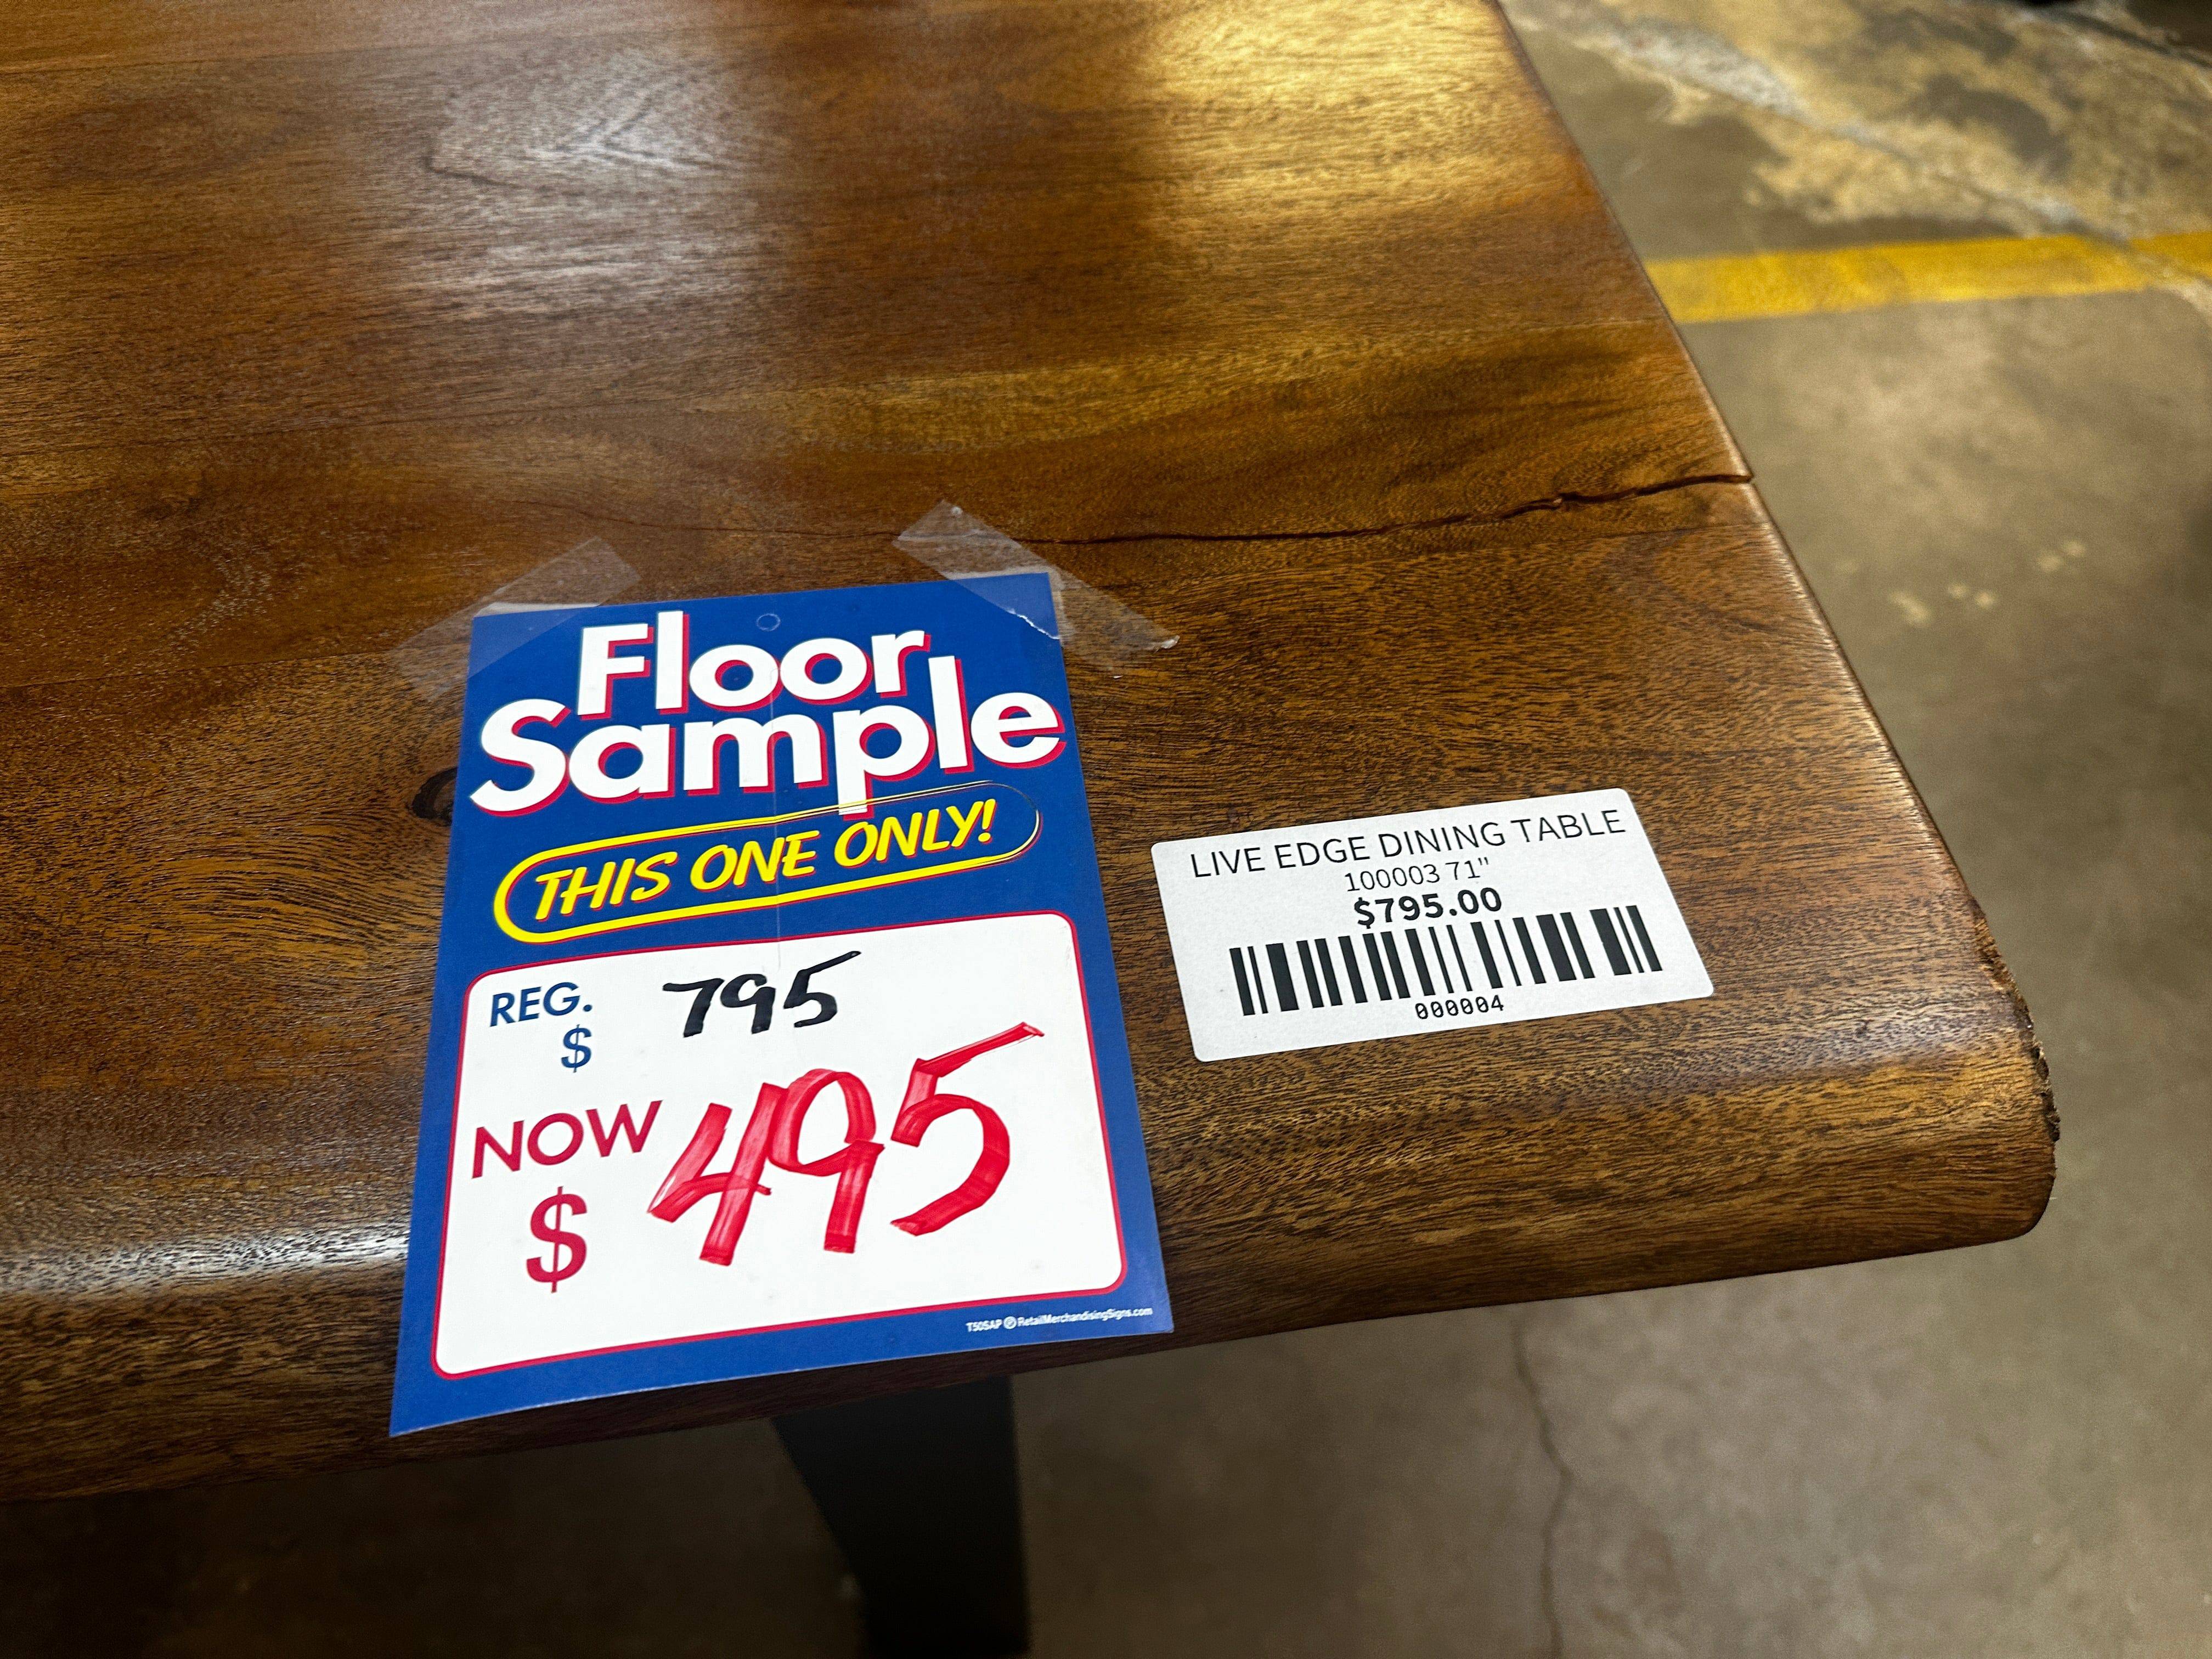 Floor
Sample
THIS ONE ONLY!
REG. 795
$
NOW 495
$
T50SAP ® RetailMerchandisingSigns.com
LIVE EDGE DINING TABLE
100003 71"
$795.00
000004